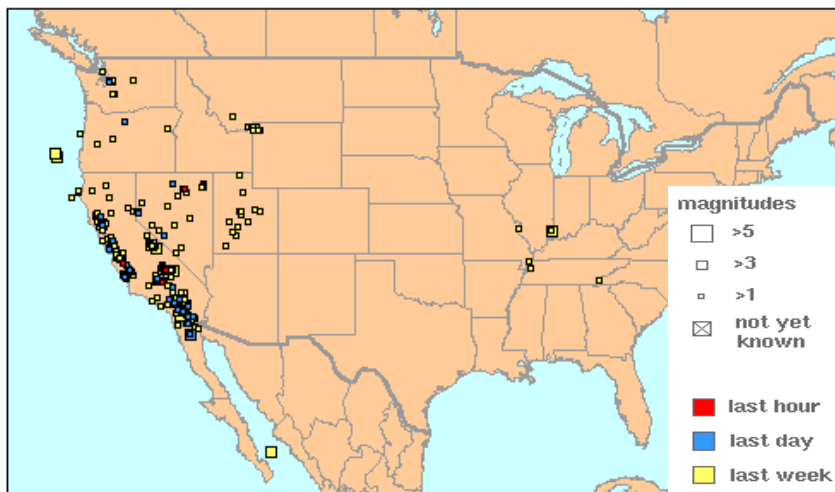 magnitudes
>5
>3
>1
not yet
known
last hour
last day
last week